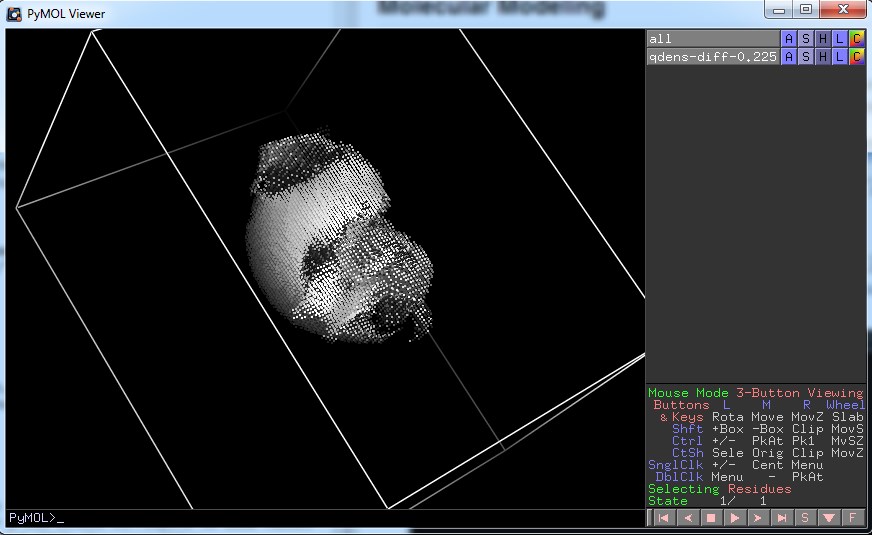 Molecular Modeling
PyMOL Viewer
all A S H L C
qdens-diff-0.225 A S H L C
Mouse Mode 3-Button Viewing
Buttons L M R Wheel
& Keys Rota Move MovZ Slab
Shft +Box -Box Clip MovS
Ctrl +/- PkAt Pk1 MvSZ
CtSh Sele Orig Clip MovZ
SnglClk +/- Cent Menu
DblClk Menu - PkAt
Selecting Residues
State 1/ 1
PyMOL>_
S F